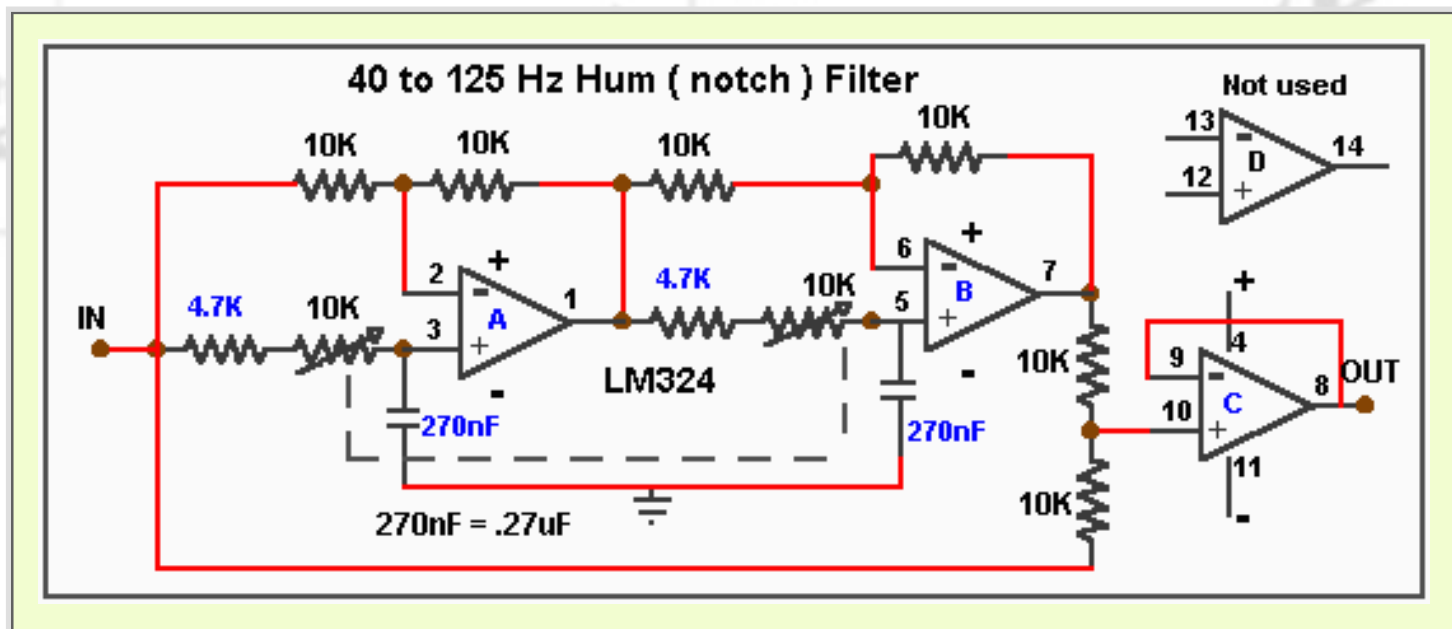 40 to 125 Hz Hum ( notch ) Filter
Not used
10K
10K
10K
10K
13
-
D
14
12
+
+
+
2
-
A
1
3
+
-
4.7K
10K
IN
4.7K
10K
6
-
B
7
5
+
-
LM324
270nF
270nF
10K
10K
+
4
9
-
C
8
OUT
10
+
11
-
270nF = .27uF